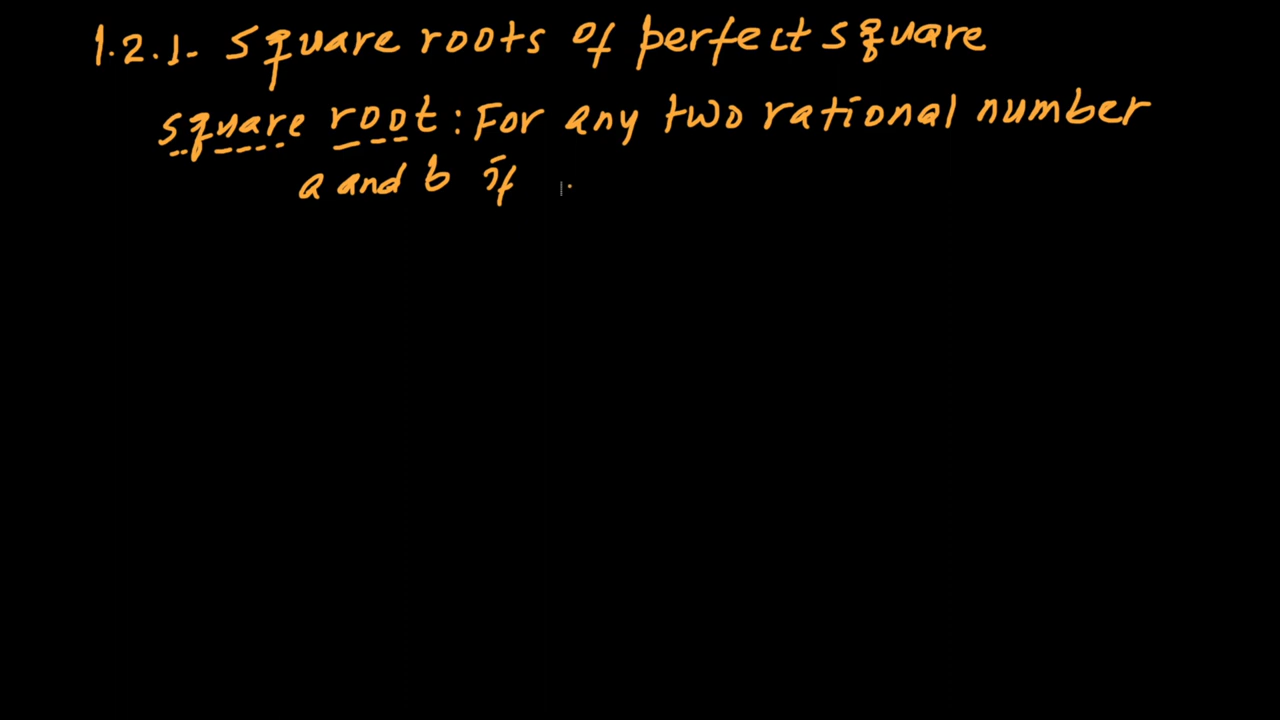 1.2.1- square roots of perfect square
square root : For any two rational number
a and b if